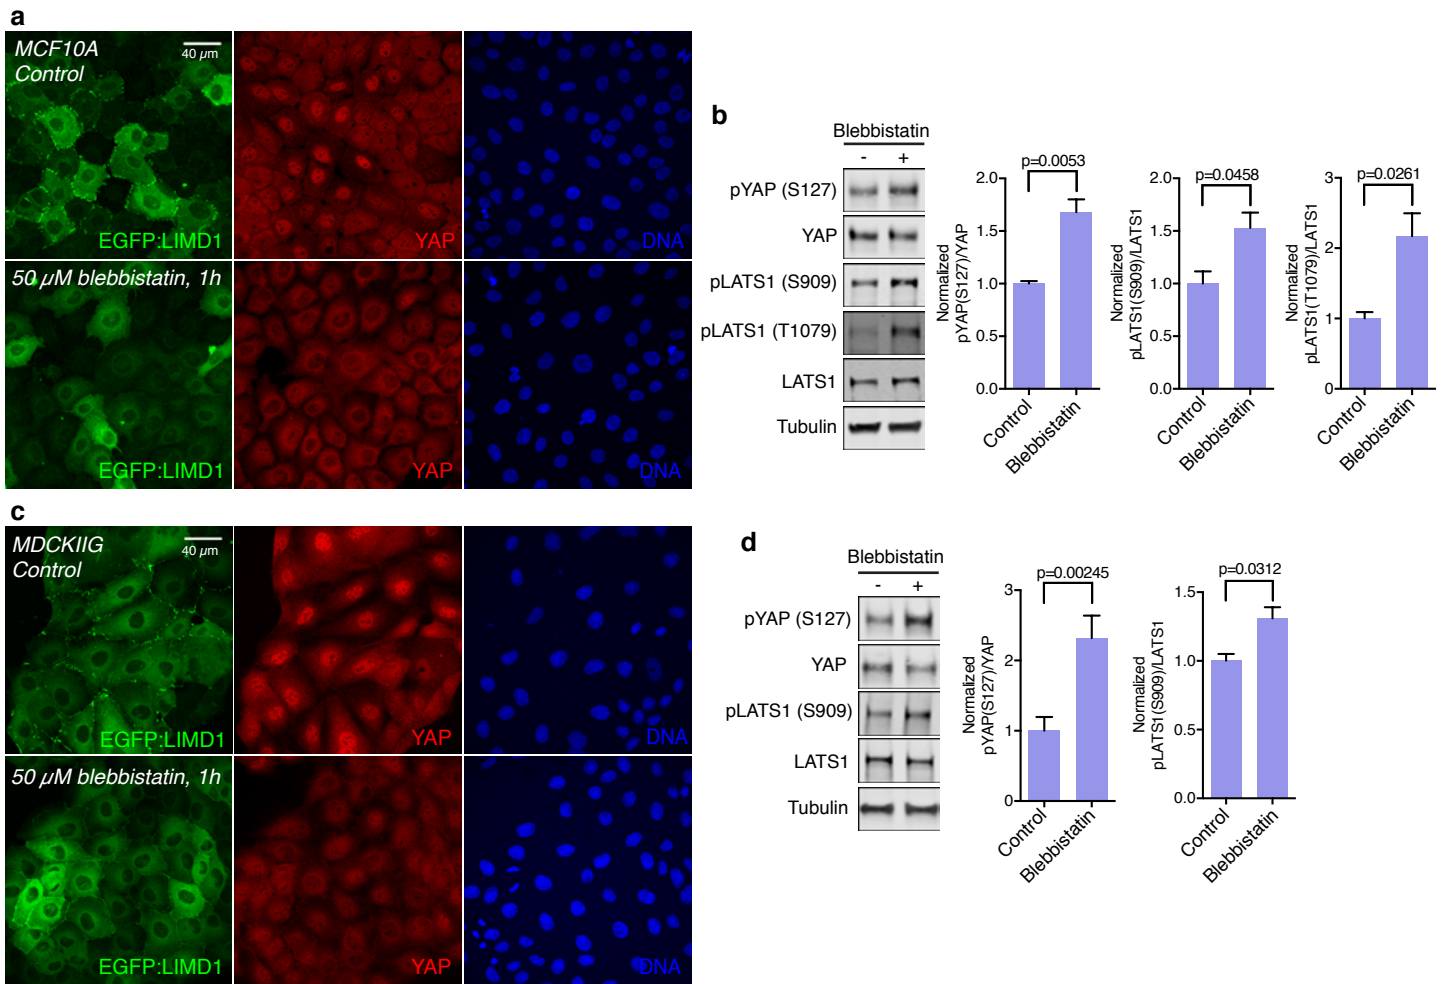 a
MCF10A
Control
40 µm
EGFP:LIMD1
YAP
DNA
50 µM blebbistatin, 1h
EGFP:LIMD1
YAP
DNA
b
Blebbistatin
- +
pYAP (S127)
YAP
pLATS1 (S909)
pLATS1 (T1079)
LATS1
Tubulin
p=0.0053
Normalized
pYAP(S127)/YAP
2.0
1.5
1.0
0.5
0.0
Control
Blebbistatin
p=0.0458
Normalized
pLATS1(S909)/LATS1
2.0
1.5
1.0
0.5
0.0
Control
Blebbistatin
p=0.0261
Normalized
pLATS1(T1079)/LATS1
3
2
1
0
Control
Blebbistatin
c
MDCKIIG
Control
40 µm
EGFP:LIMD1
YAP
DNA
50 µM blebbistatin, 1h
EGFP:LIMD1
YAP
DNA
d
Blebbistatin
- +
pYAP (S127)
YAP
pLATS1 (S909)
LATS1
Tubulin
p=0.00245
Normalized
pYAP(S127)/YAP
3
2
1
0
Control
Blebbistatin
p=0.0312
Normalized
pLATS1(S909)/LATS1
1.5
1.0
0.5
0.0
Control
Blebbistatin